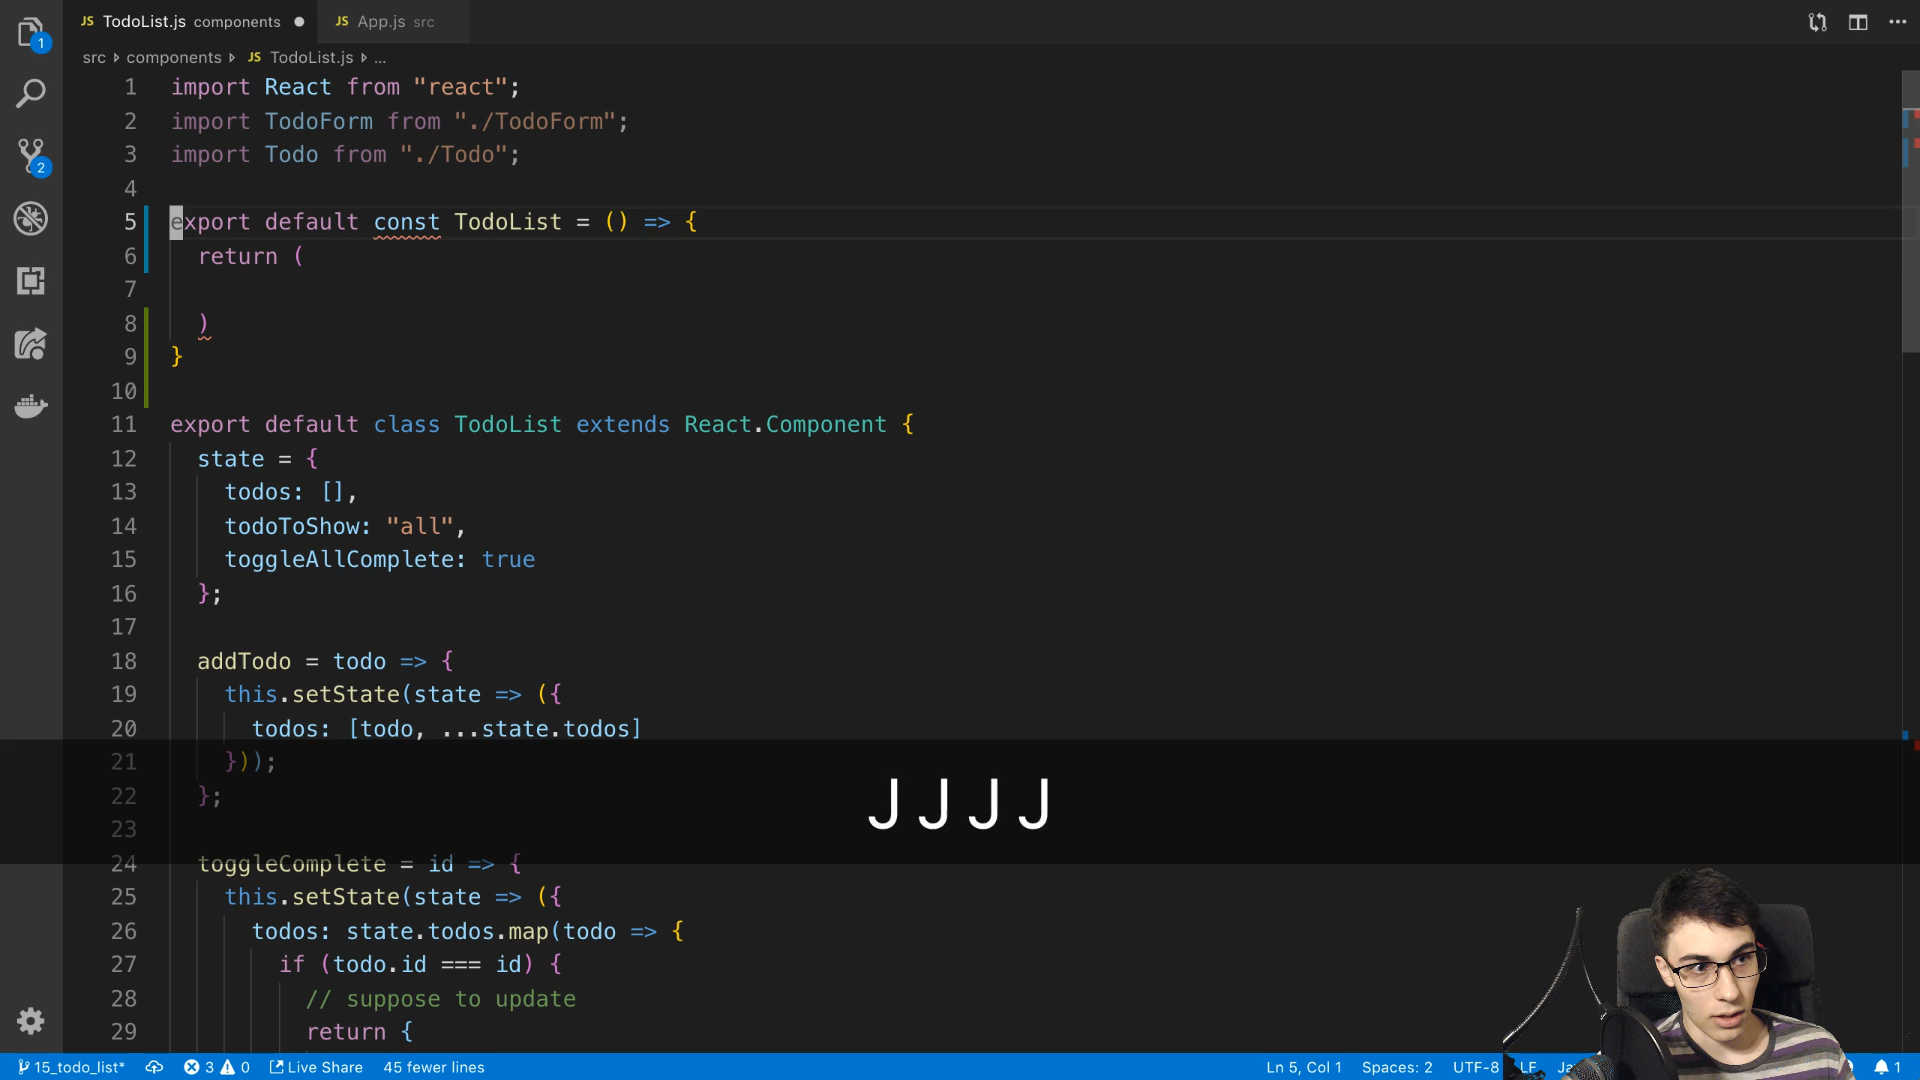 JS TodoList.js components ● JS App.js src
1
src components JS TodoList.js ...
1 import React from "react";
2 import TodoForm from "./TodoForm";
3 import Todo from "./Todo";
4
2
5 export default const TodoList = () => {
6 return (
7
8 )
9 }
10
11 export default class TodoList extends React.Component {
12 state = {
13 todos: [],
14 todoToShow: "all",
15 toggleAllComplete: true
16 };
17
18 addTodo = todo => {
19 this.setState(state => ({
20 todos: [todo, ...state.todos]
21 }));
22 };
23
J J J J
24 toggleComplete = id => {
25 this.setState(state => ({
26 todos: state.todos.map(todo => {
27 if (todo.id === id) {
28 // suppose to update
29 return {
15_todo_list* 3 0 Live Share 45 fewer lines Ln 5, Col 1 Spaces: 2 UTF-8 LF 1